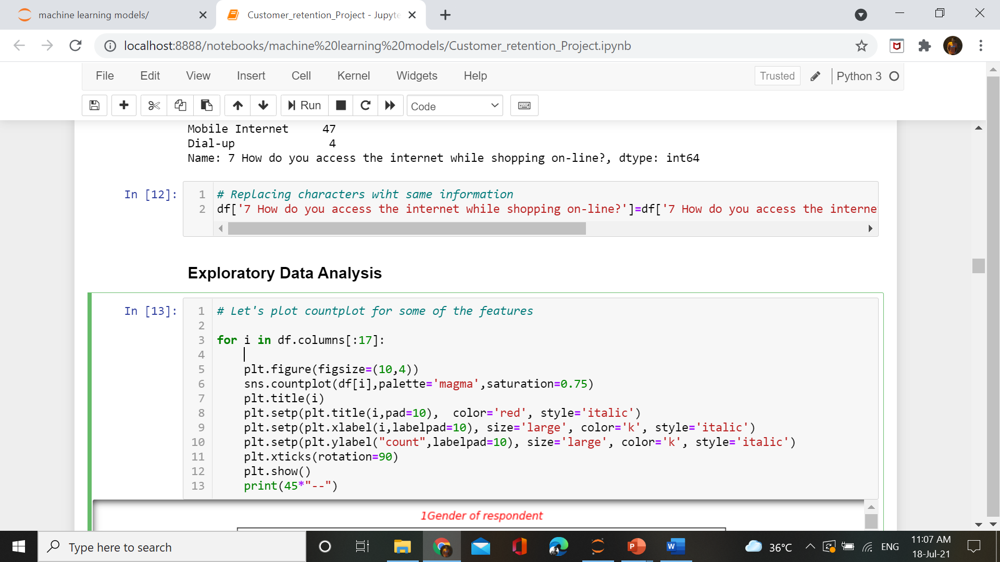 machine learning models/
Customer_retention_Project - Jupyte
localhost:8888/notebooks/machine%20learning%20models/Customer_retention_Project.ipynb
File Edit View Insert Cell Kernel Widgets Help Trusted Python 3
Run Code
Mobile Internet 47
Dial-up 4
Name: 7 How do you access the internet while shopping on-line?, dtype: int64
In [12]:
1 # Replacing characters wiht same information
2 df['7 How do you access the internet while shopping on-line?']=df['7 How do you access the interne
Exploratory Data Analysis
In [13]:
1 # Let's plot countplot for some of the features
2
3 for i in df.columns[:17]:
4
5 plt.figure(figsize=(10,4))
6 sns.countplot(df[i],palette='magma',saturation=0.75)
7 plt.title(i)
8 plt.setp(plt.title(i,pad=10),  color='red', style='italic')
9 plt.setp(plt.xlabel(i,labelpad=10), size='large', color='k', style='italic')
10 plt.setp(plt.ylabel("count",labelpad=10), size='large', color='k', style='italic')
11 plt.xticks(rotation=90)
12 plt.show()
13 print(45*"--")
1Gender of respondent
Type here to search
36°C
ENG
11:07 AM
18-Jul-21